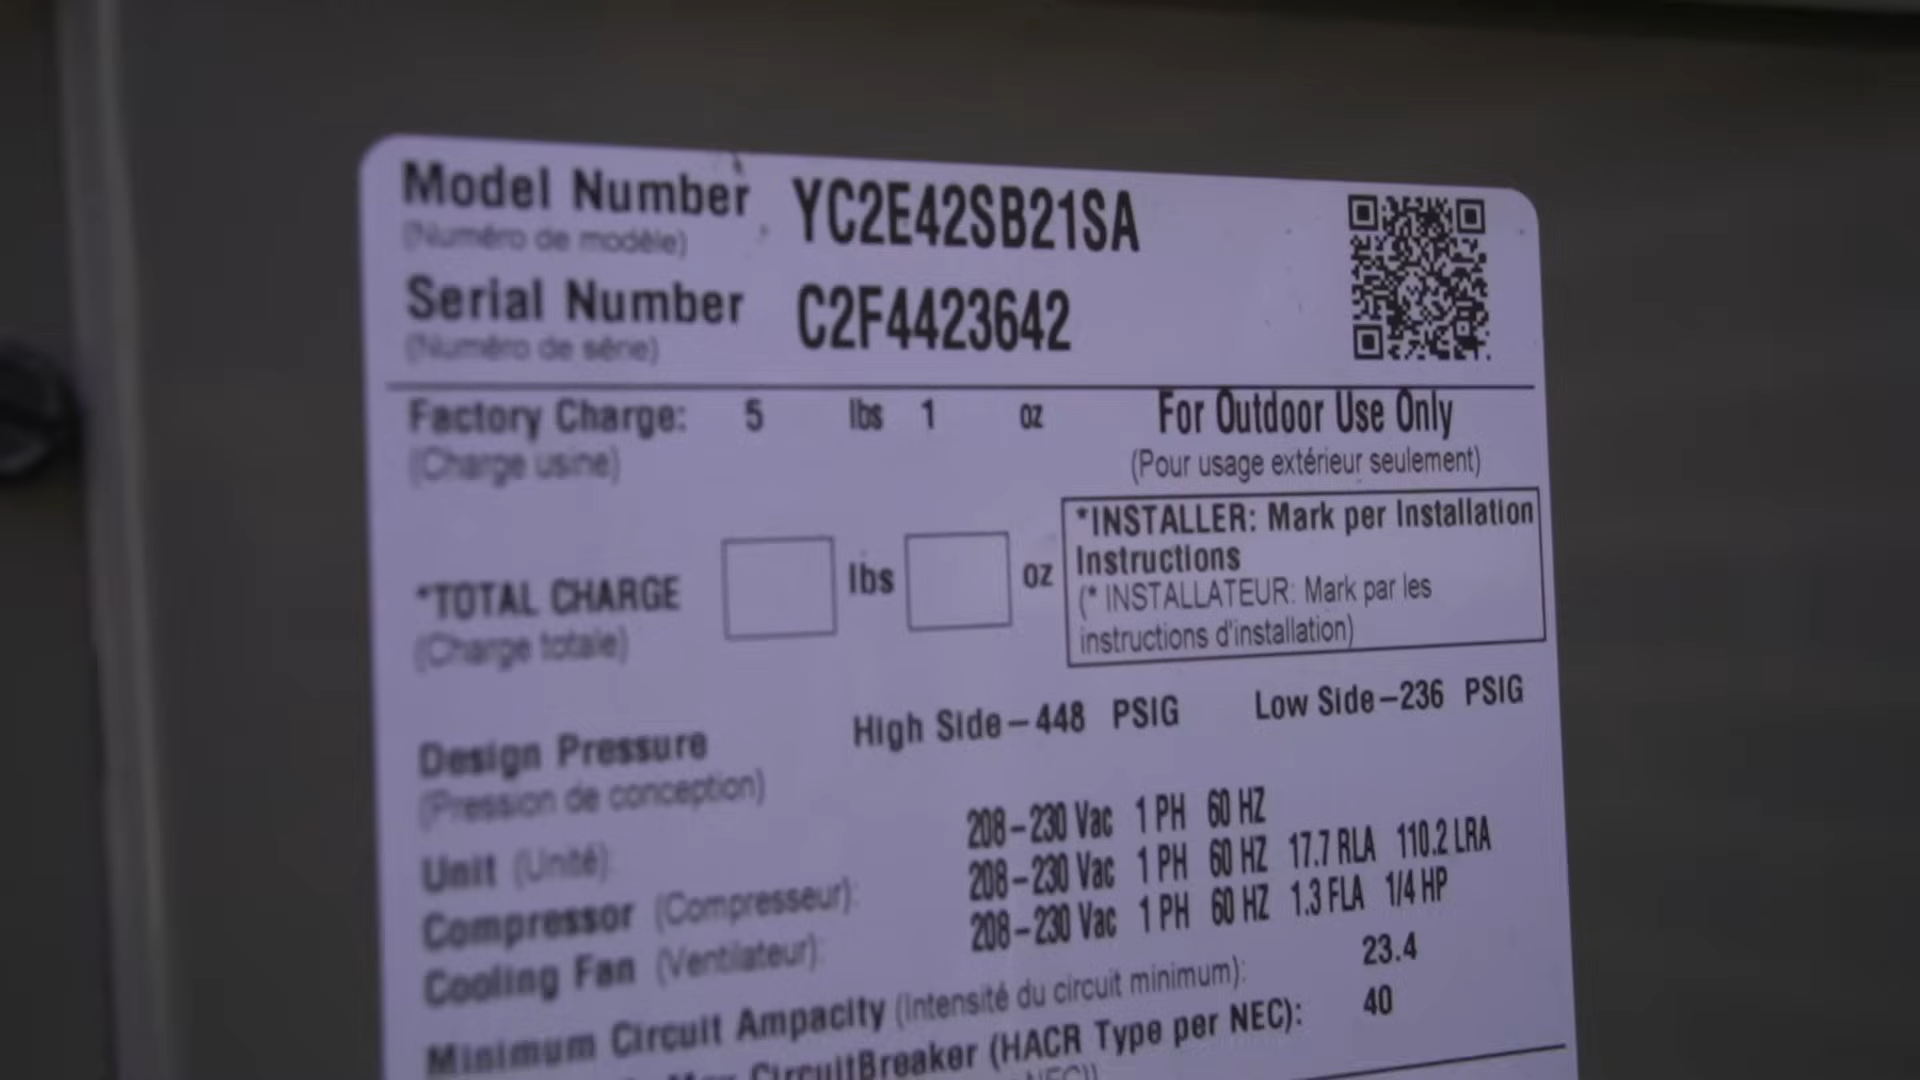 Model Number YC2E42SB21SA
(Numéro de modèle)
Serial Number C2F4423642
(Numéro de série)
Factory Charge: 5 lbs 1 oz For Outdoor Use Only
(Charge usine) (Pour usage extérieur seulement)
*TOTAL CHARGE lbs oz
(Charge totale)
*INSTALLER: Mark per Installation
Instructions
(* INSTALLATEUR: Mark par les
instructions d'installation)
Design Pressure High Side-448 PSIG Low Side-236 PSIG
(Pression de conception)
Unit (Unité): 208-230 Vac 1 PH 60 HZ
Compressor (Compresseur): 208-230 Vac 1 PH 60 HZ 17.7 RLA 110.2 LRA
Cooling Fan (Ventilateur): 208-230 Vac 1 PH 60 HZ 1.3 FLA 1/4 HP
Minimum Circuit Ampacity (Intensité du circuit minimum): 23.4
Max CircuitBreaker (HACR Type per NEC): 40
NEC))